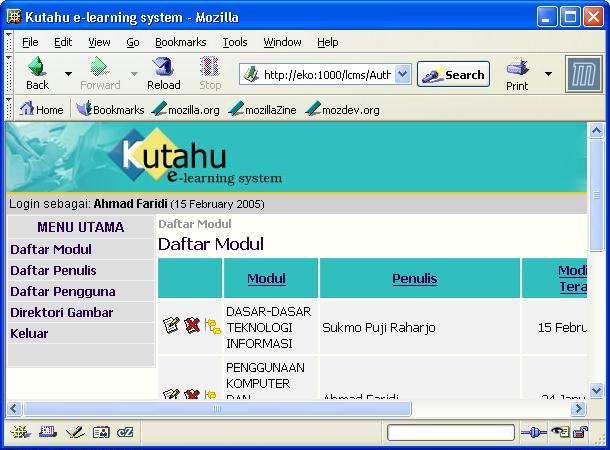 Kutahu e-learning system - Mozilla
File Edit View Go Bookmarks Tools Window Help
Back Forward Reload Stop http://eko:1000/lcms/Auth Search Print
Home Bookmarks mozilla.org mozillaZine mozdev.org
Kutahu
e-learning system
Login sebagai: Ahmad Faridi (15 February 2005)
MENU UTAMA
Daftar Modul
Daftar Penulis
Daftar Pengguna
Direktori Gambar
Keluar
Daftar Modul
Daftar Modul
Modul Penulis Modi
Tera
DASAR-DASAR
TEKNOLOGI
INFORMASI
Sukmo Puji Raharjo
15 Febru
PENGGUNAAN
KOMPUTER
DAN
Ahmad Faridi
24 Janu